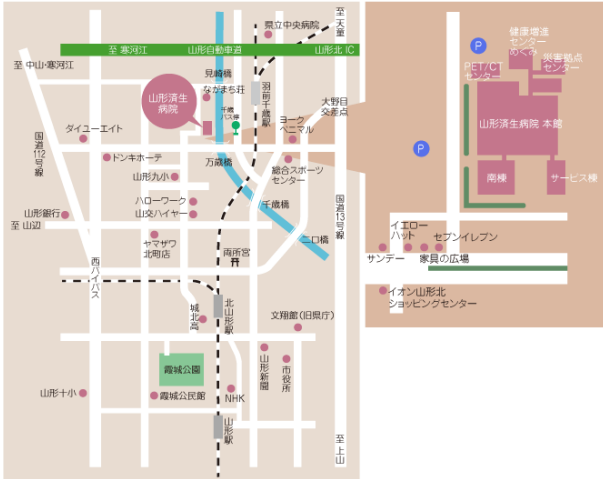 至 天童
県立中央病院
至 寒河江
山形自動車道
山形北 IC
至 中山・寒河江
見崎橋
ながまち荘
山形済生
病院
千歳
バス停
羽前千歳駅
大野目
交差点
ヨーク
ベニマル
ダイユーエイト
国道112号線
ドンキホーテ
万歳橋
総合スポーツ
センター
山形九小
ハローワーク
山交ハイヤー
千歳橋
国道13号線
山形銀行
至 山辺
ヤマザワ
北町店
両所宮
二口橋
西バイパス
城北高
北山形駅
文翔館(旧県庁)
霞城公園
山形新聞
市役所
山形十小
霞城公民館
NHK
山形駅
至 上山
P
健康増進
センター
めぐみ
災害拠点
センター
PET/CT
センター
山形済生病院 本館
P
南棟
サービス棟
イエロー
ハット
セブンイレブン
サンデー
家具の広場
イオン山形北
ショッピングセンター